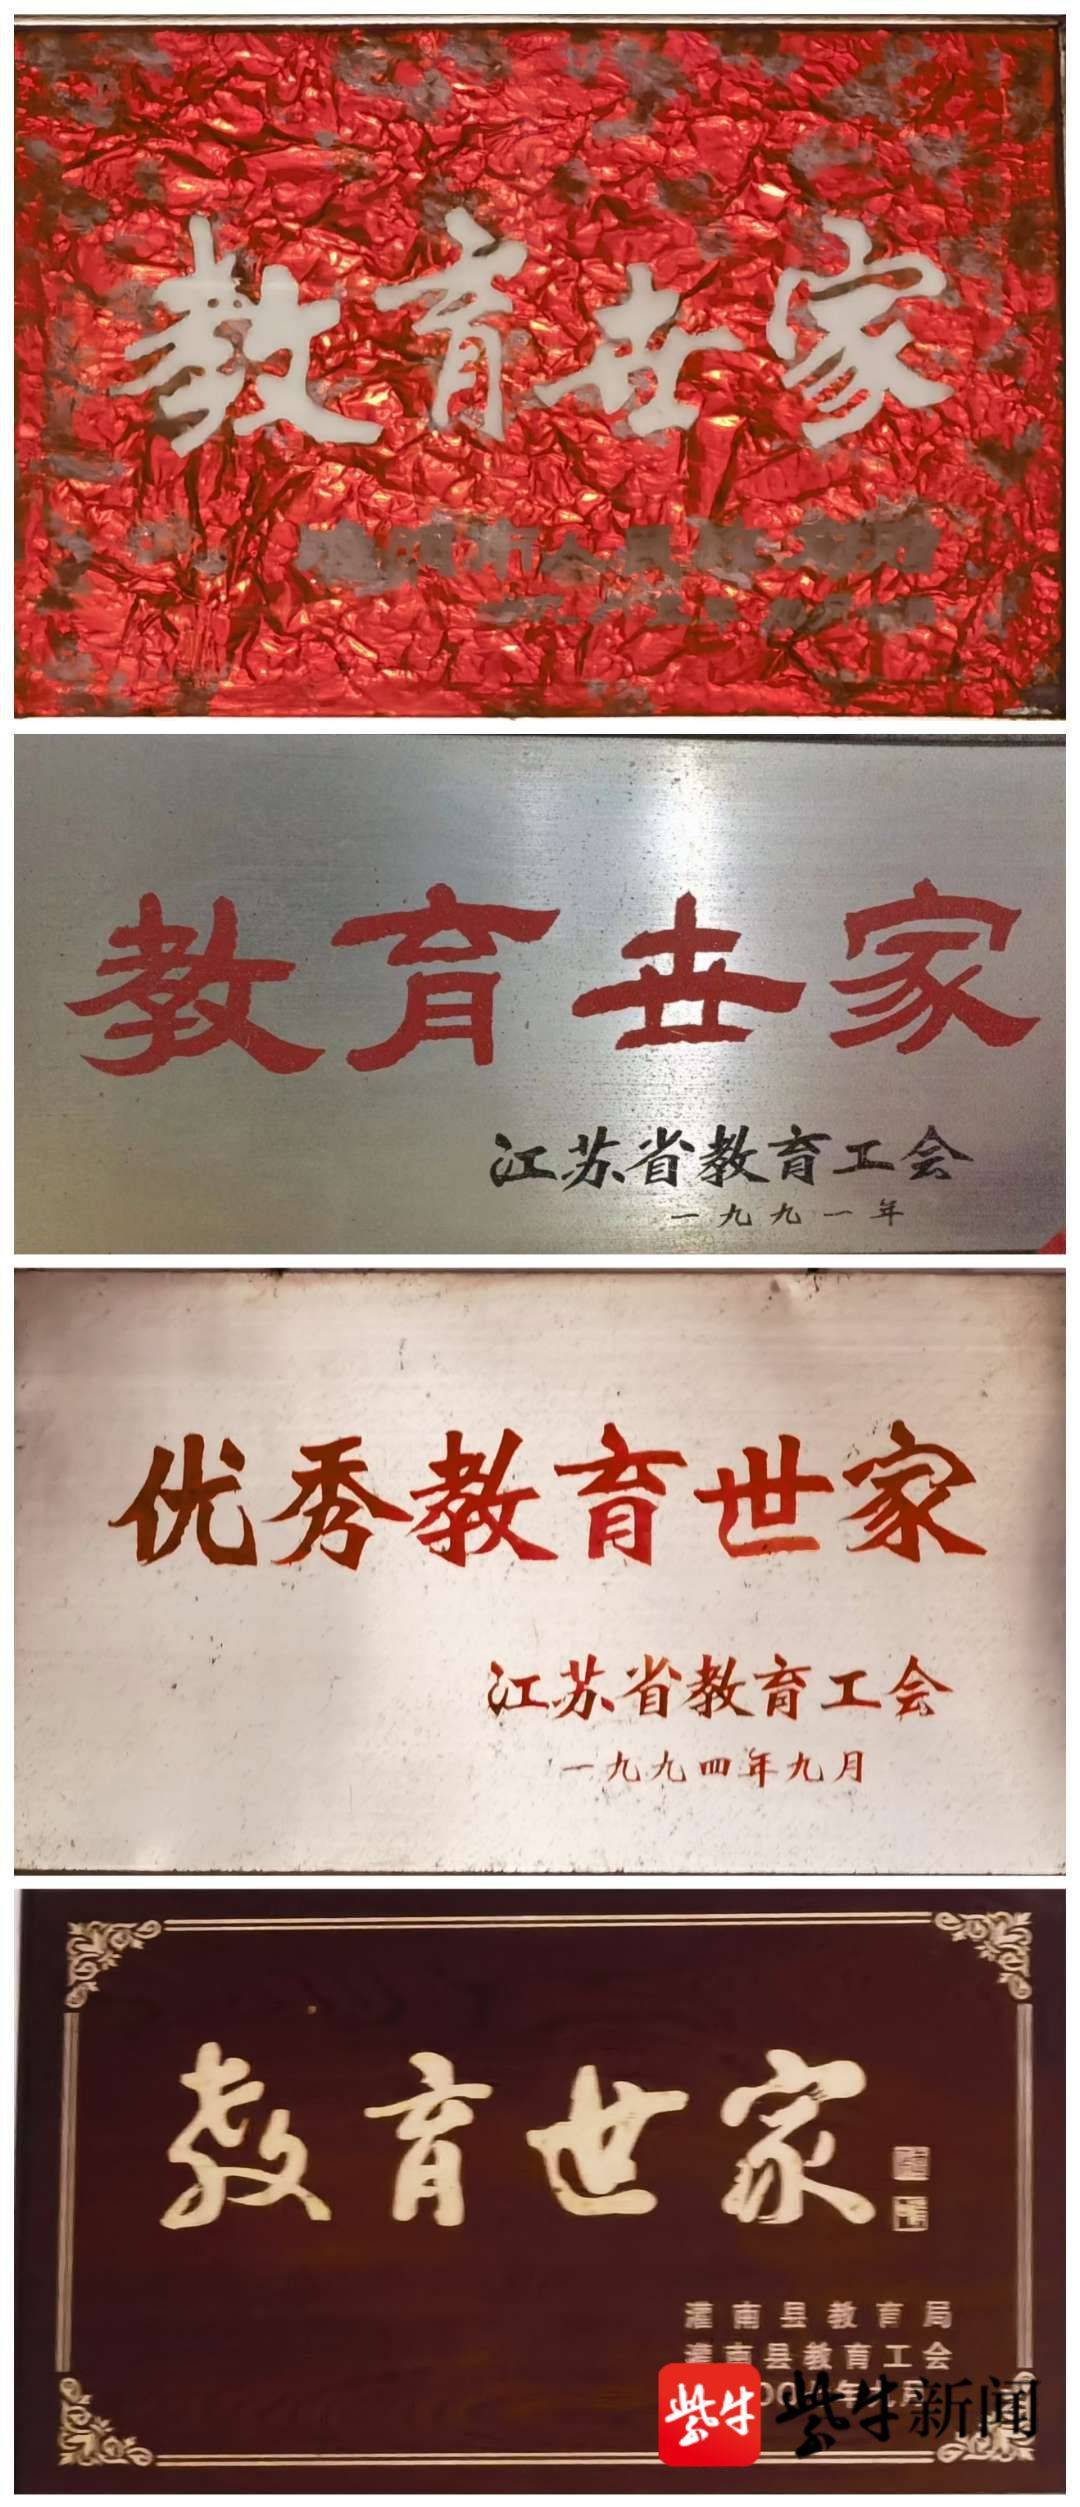 教育世家
教育世家
江苏省教育工会
一九九一年
优秀教育世家
江苏省教育工会
一九九四年九月
教育世家
灌南县教育局
灌南县教育工会
年九月
紫牛 紫牛新闻